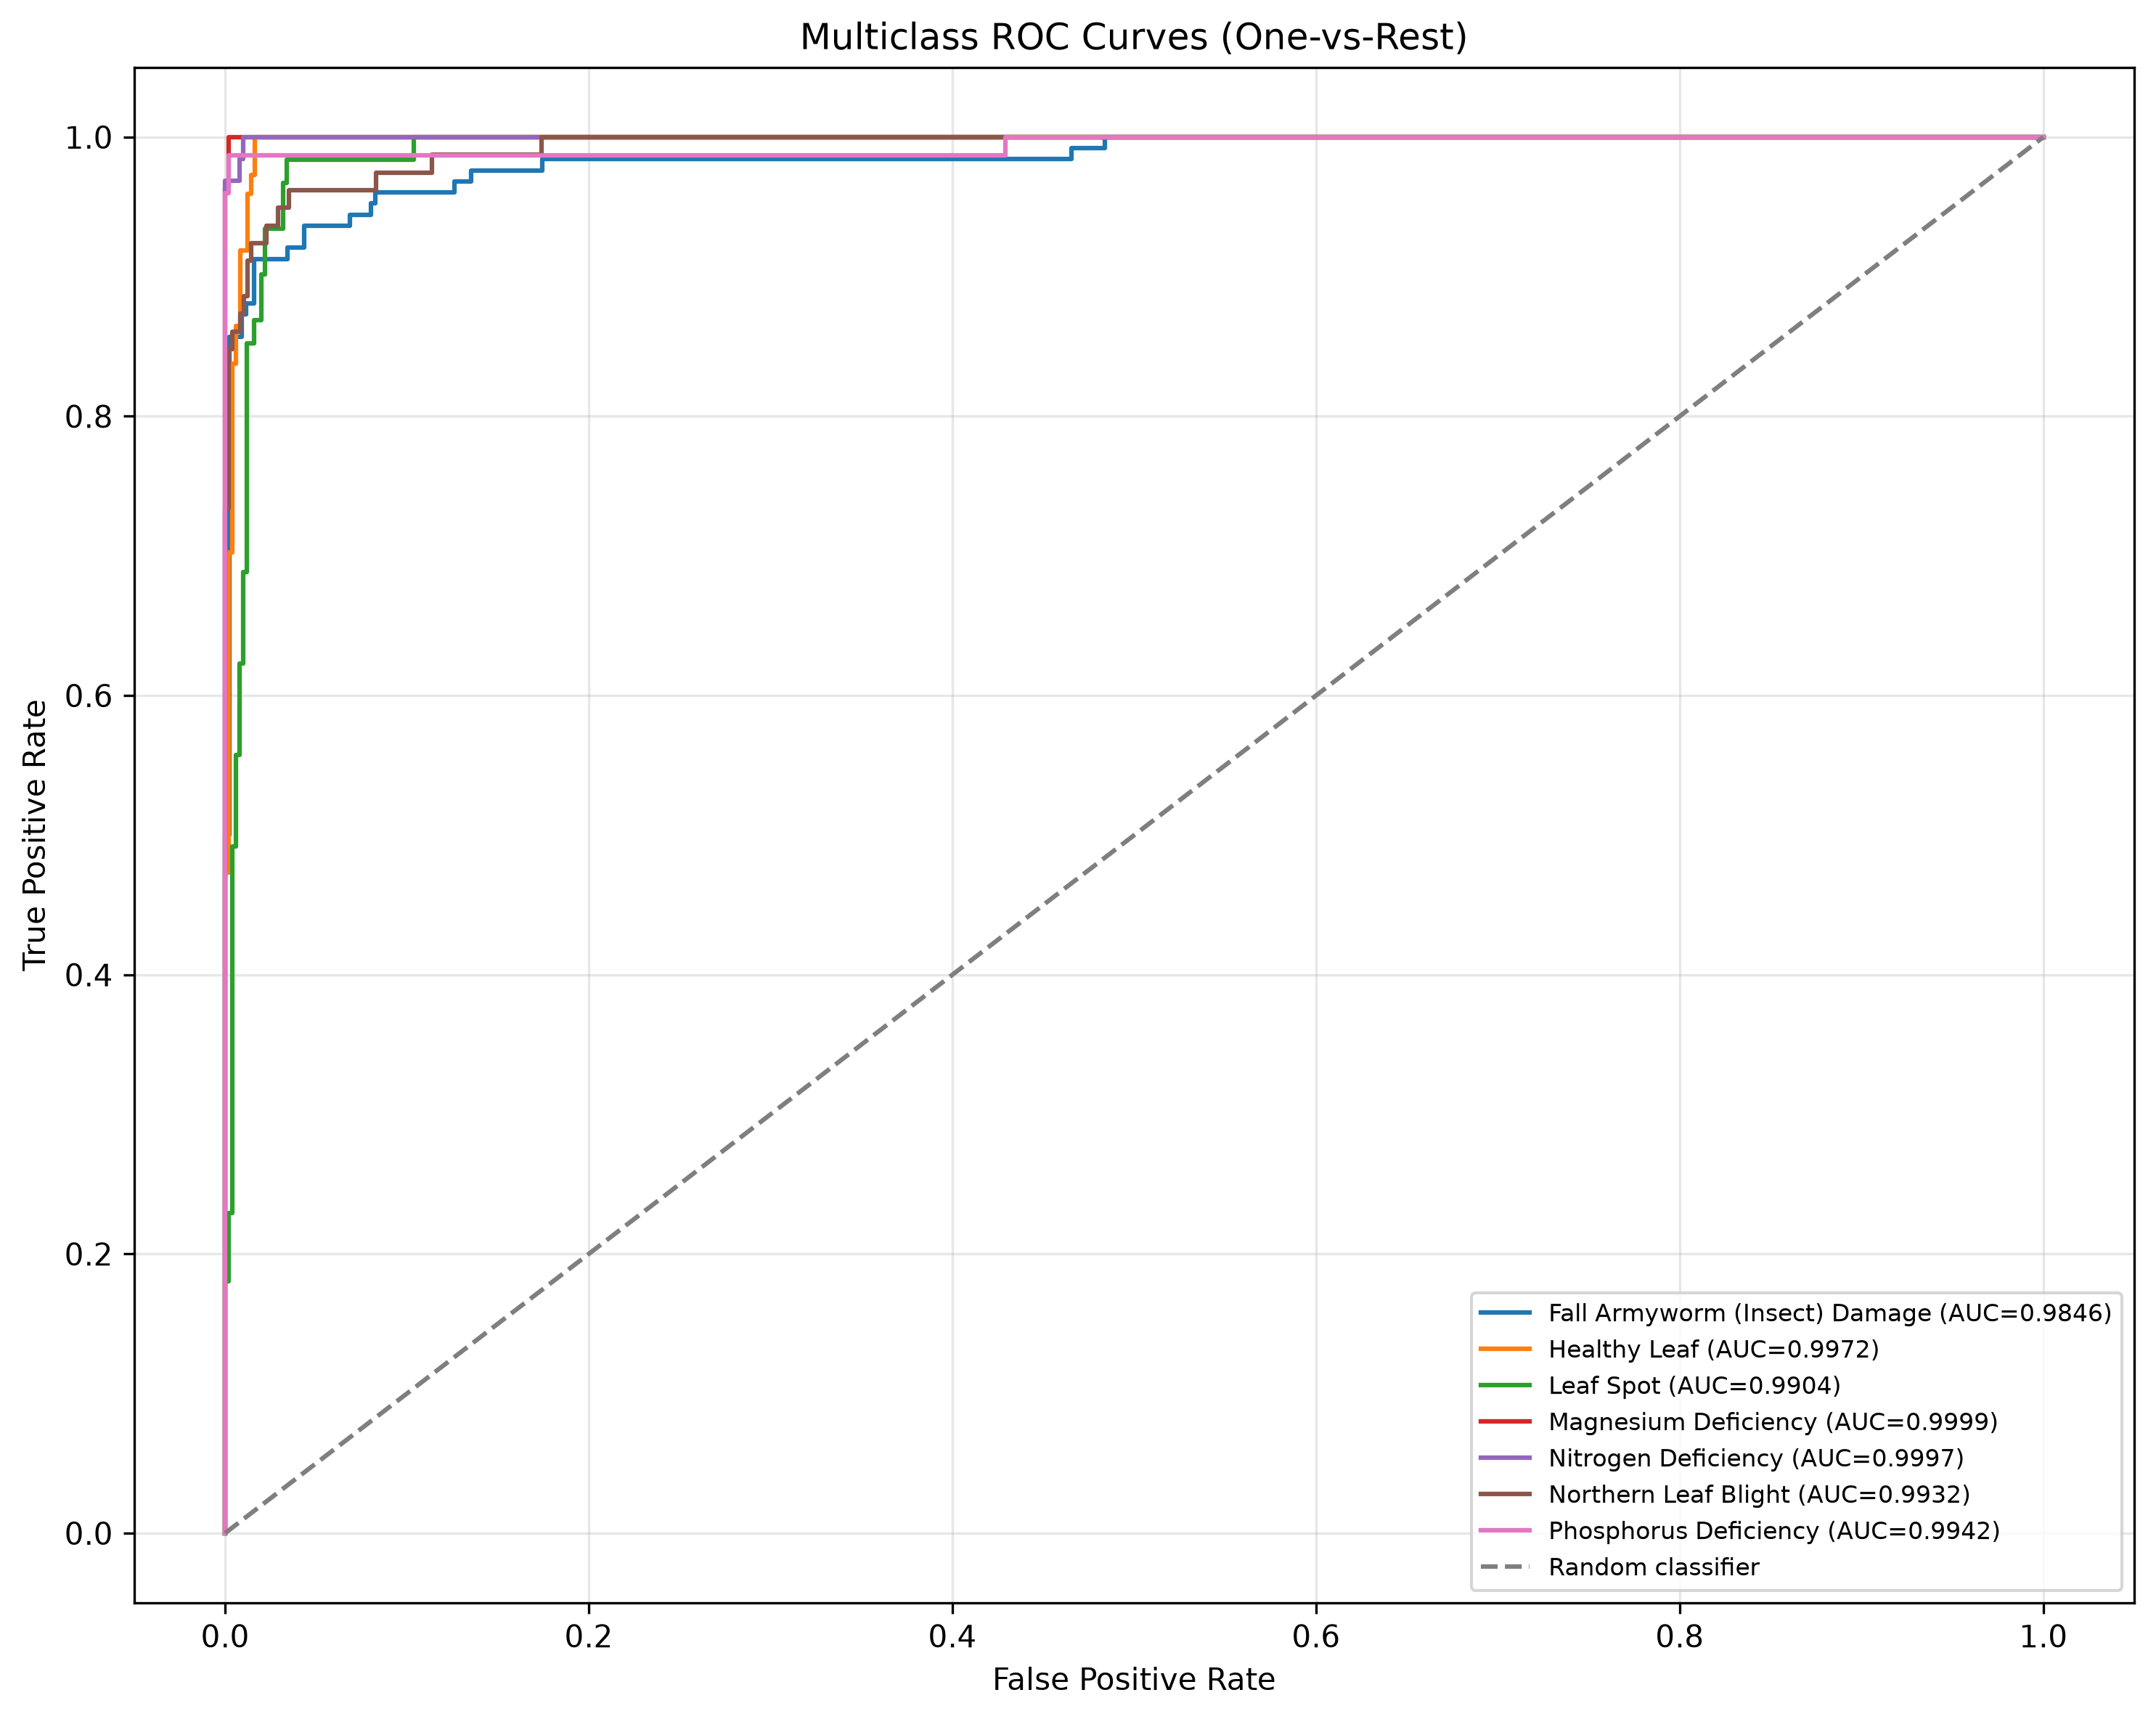 Multiclass ROC Curves (One-vs-Rest)
True Positive Rate
1.0
0.8
0.6
0.4
0.2
0.0
0.0 0.2 0.4 0.6 0.8 1.0
False Positive Rate
Fall Armyworm (Insect) Damage (AUC=0.9846)
Healthy Leaf (AUC=0.9972)
Leaf Spot (AUC=0.9904)
Magnesium Deficiency (AUC=0.9999)
Nitrogen Deficiency (AUC=0.9997)
Northern Leaf Blight (AUC=0.9932)
Phosphorus Deficiency (AUC=0.9942)
Random classifier